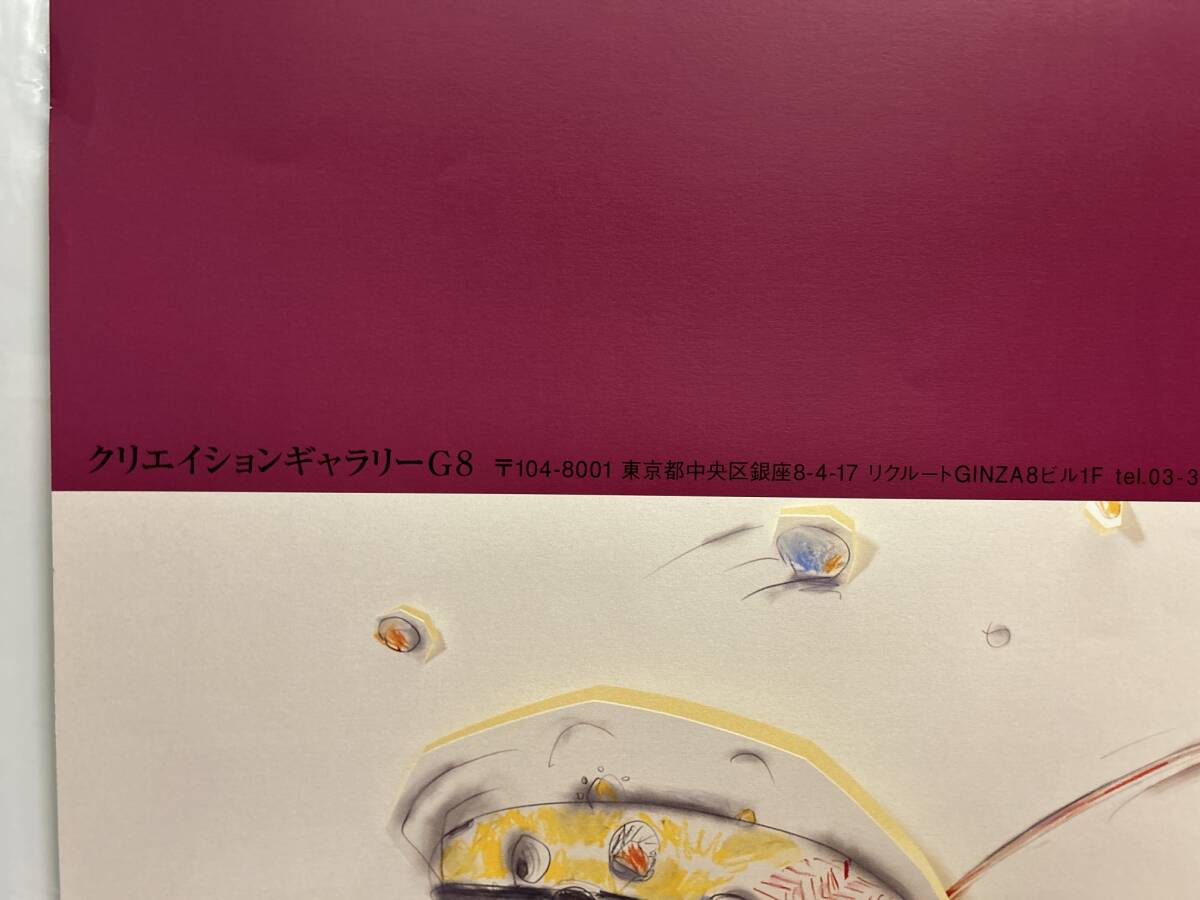 クリエイションギャラリーG8 〒104-8001 東京都中央区銀座8-4-17 リクルートGINZA8ビル1F tel.03-3